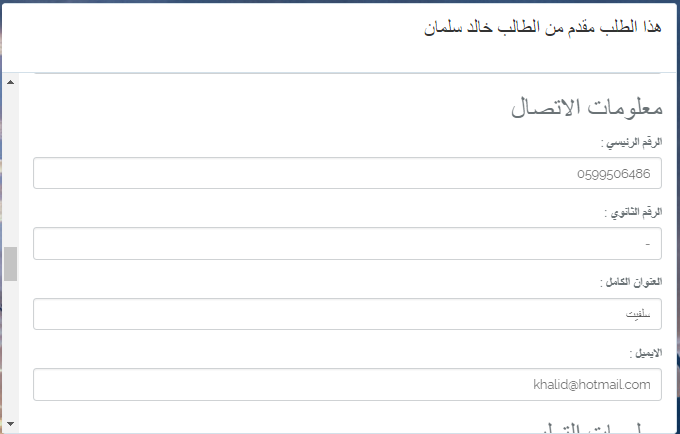 هذا الطلب مقدم من الطالب خالد سلمان
معلومات الاتصال
الرقم الرئيسي :
0599506486
الرقم الثانوي :
-
العنوان الكامل :
سلفيت
الايميل :
khalid@hotmail.com